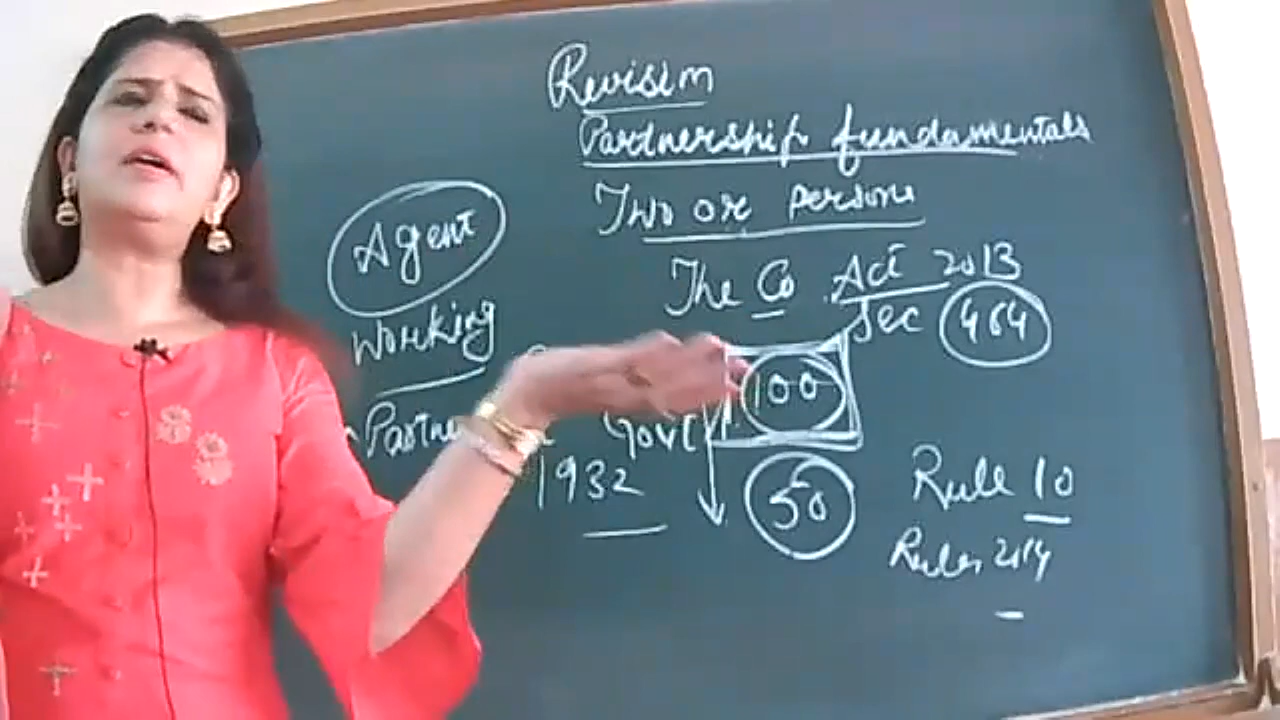 Revision
Partnership fundamentals
Two or persons
Agent
The Co Act 2013
Sec 464
Working
100
Partne
Govt
1932
50
Rule 10
Rules 2014